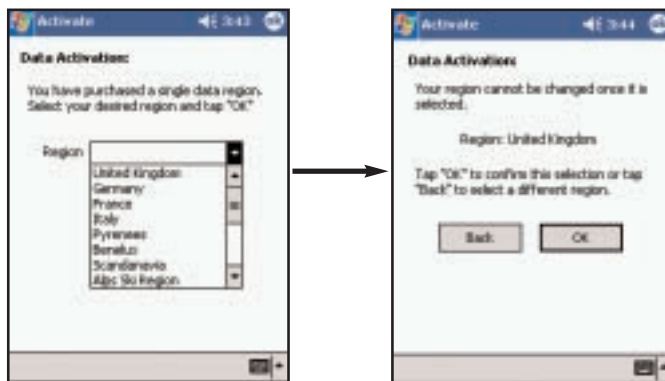 Activate 3:43 ok
Data Activation:
You have purchased a single data region.
Select your desired region and tap "OK"
Region
United Kingdom
Germany
France
Italy
Pyrenees
Benelux
Scandanavia
Alps Ski Region
Activate 3:44 ok
Data Activation:
Your region cannot be changed once it is
selected.
Region: United Kingdom
Tap "OK" to confirm this selection or tap
"Back" to select a different region.
Back OK